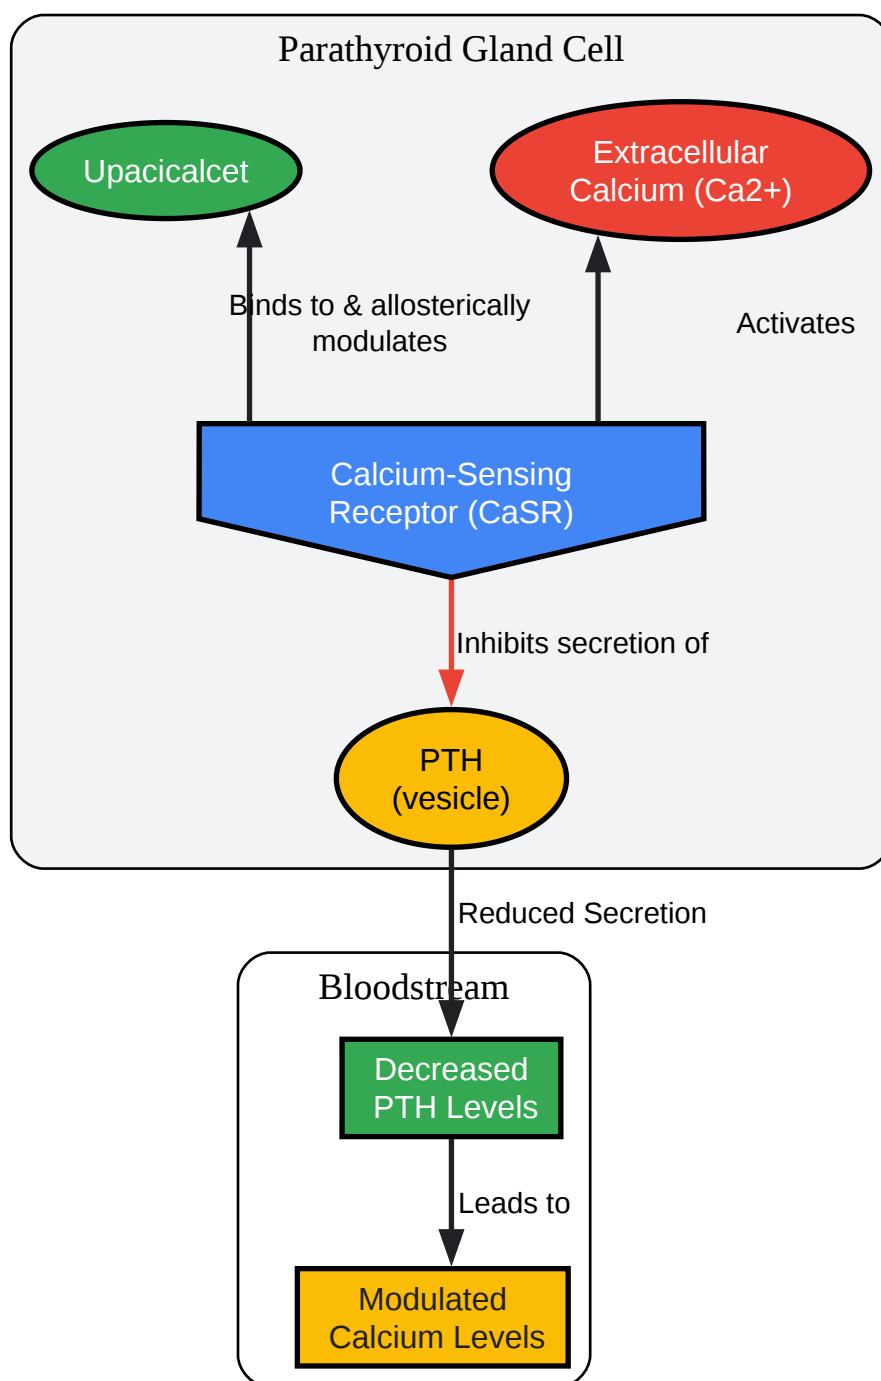 Parathyroid Gland Cell
Upacicalcet
Extracellular
Calcium (Ca2+)
Binds to & allosterically
modulates
Activates
Calcium-Sensing
Receptor (CaSR)
Inhibits secretion of
PTH
(vesicle)
Reduced Secretion
Bloodstream
Decreased
PTH Levels
Leads to
Modulated
Calcium Levels